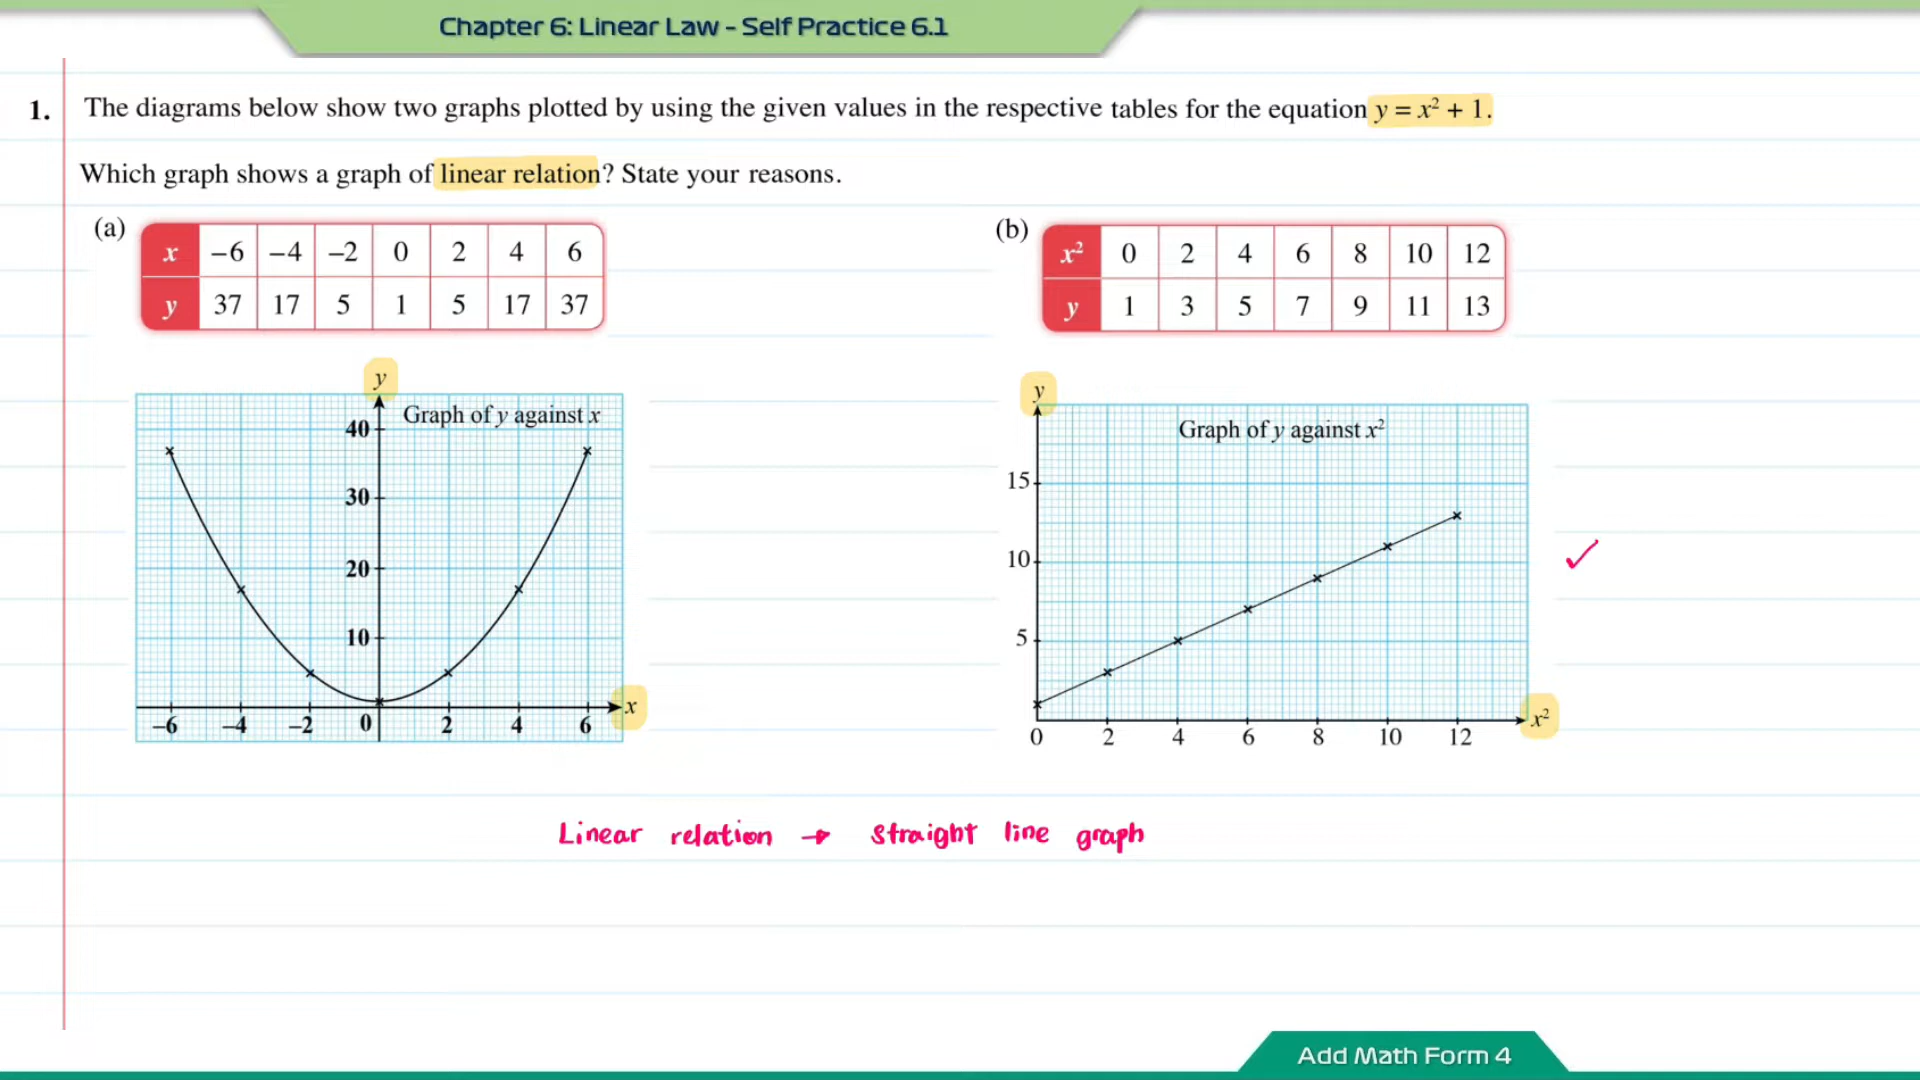 Chapter 6: Linear Law - Self Practice 6.1
1. The diagrams below show two graphs plotted by using the given values in the respective tables for the equation y = x² + 1.
Which graph shows a graph of linear relation? State your reasons.
(a)
x −6 −4 −2 0 2 4 6
y 37 17 5 1 5 17 37
(b)
x² 0 2 4 6 8 10 12
y 1 3 5 7 9 11 13
y
Graph of y against x
40
30
20
10
−6 −4 −2 0 2 4 6
x
y
Graph of y against x²
15
10
5
0 2 4 6 8 10 12
x²
Linear relation → straight line graph
Add Math Form 4